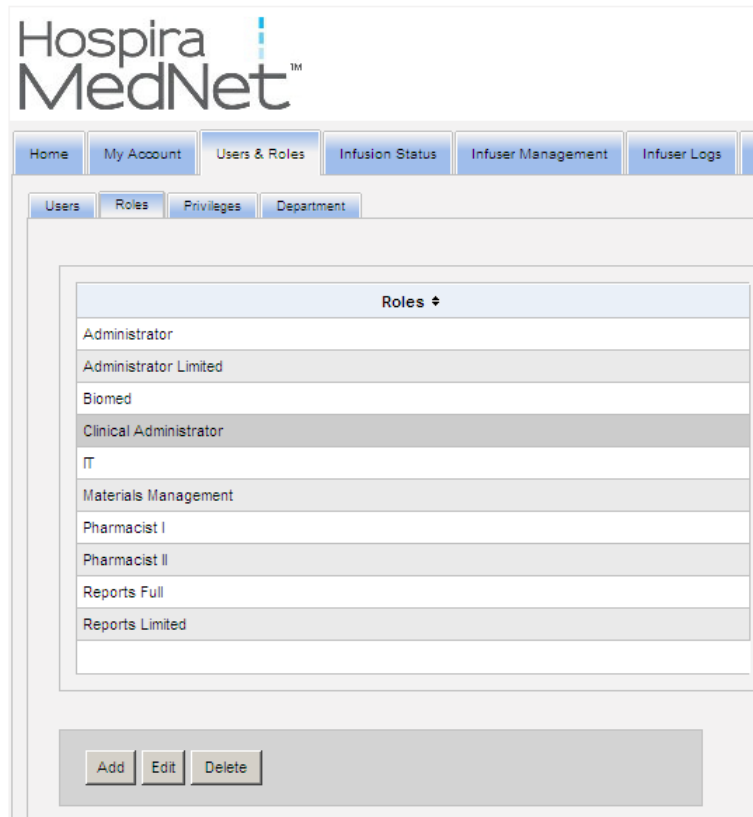 Hospira
MedNet™
Home My Account Users & Roles Infusion Status Infuser Management Infuser Logs
Users Roles Privileges Department
Roles
Administrator
Administrator Limited
Biomed
Clinical Administrator
IT
Materials Management
Pharmacist I
Pharmacist II
Reports Full
Reports Limited
Add Edit Delete